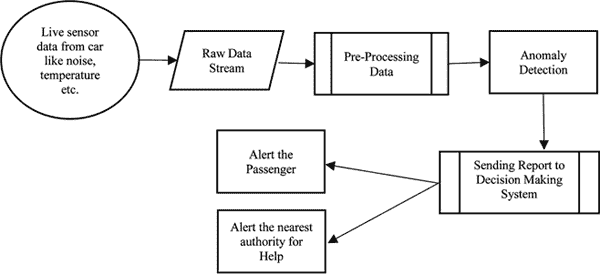 Live sensor
data from car
like noise,
temperature
etc.
Raw Data
Stream
Pre-Processing
Data
Anomaly
Detection
Sending Report to
Decision Making
System
Alert the
Passenger
Alert the nearest
authority for
Help